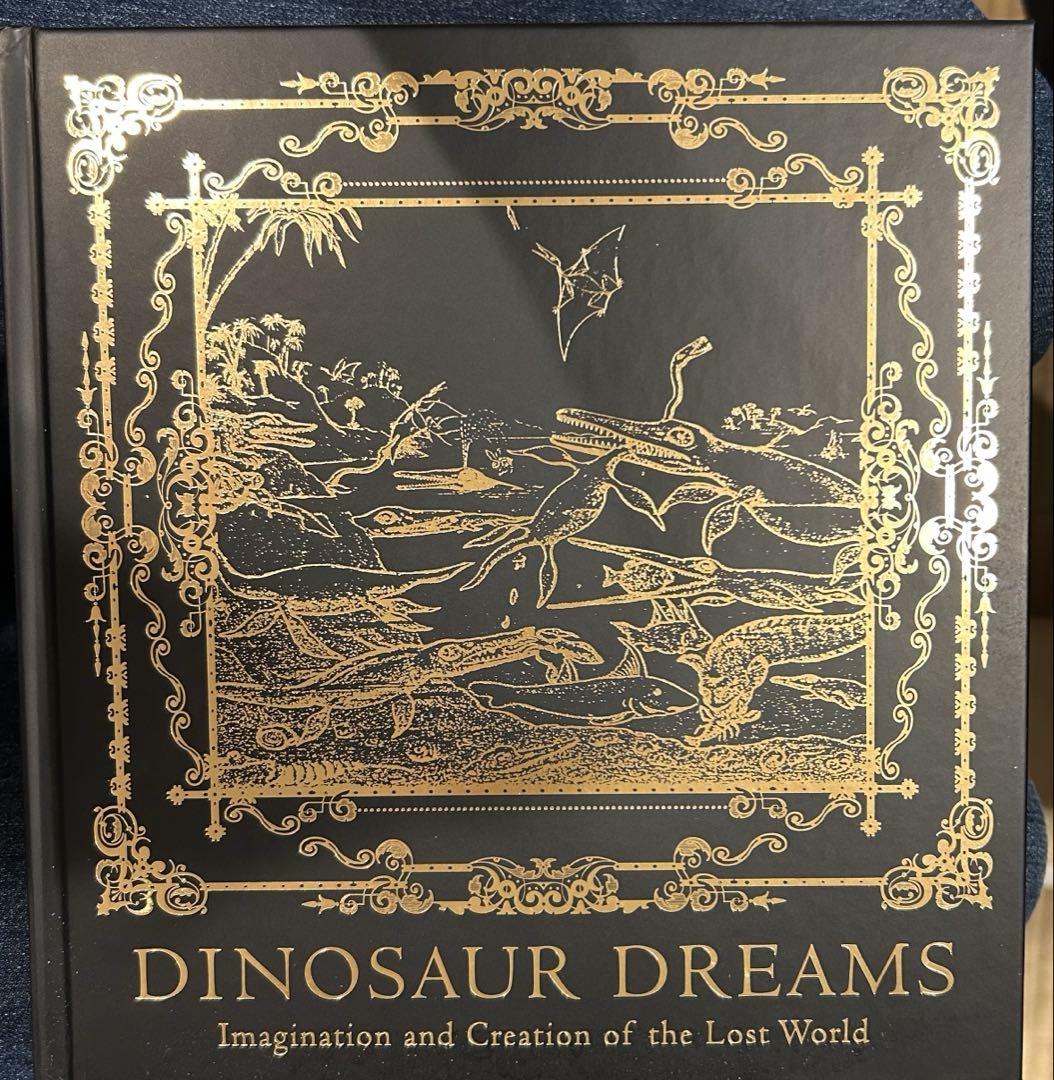 DINOSAUR DREAMS
Imagination and Creation of the Lost World